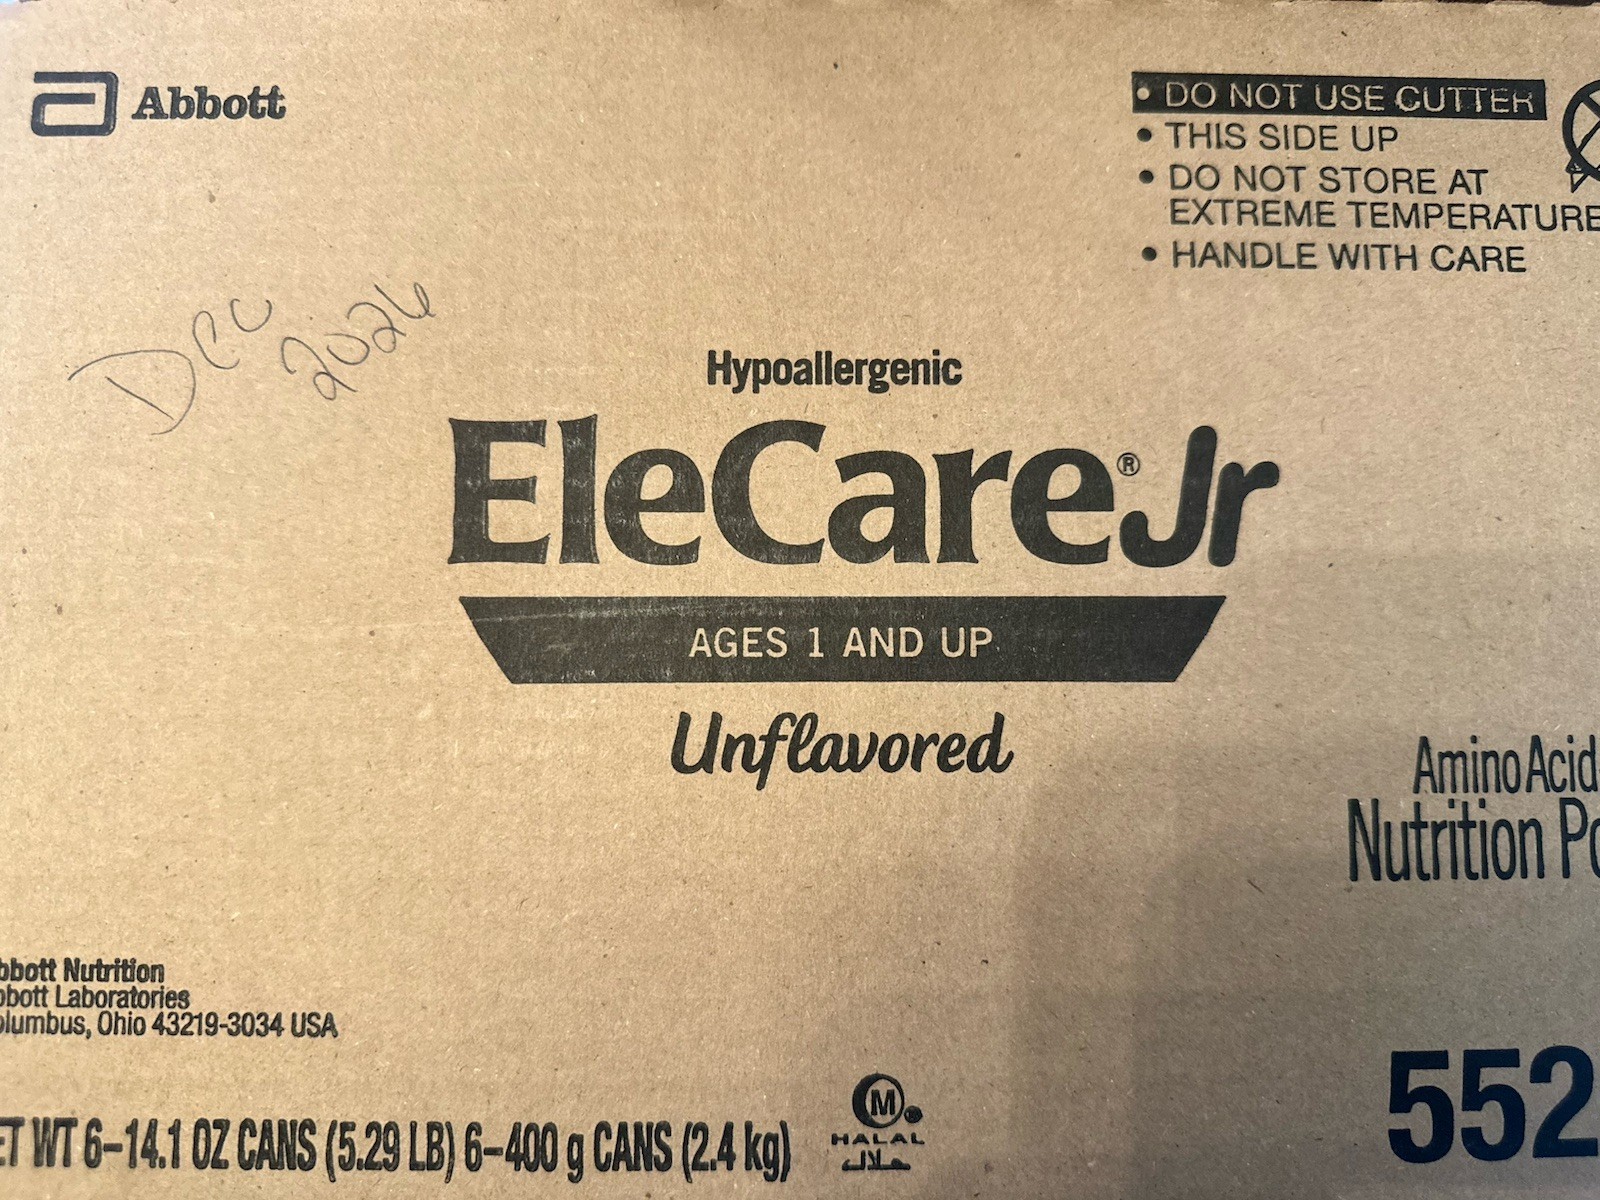 Abbott
• DO NOT USE CUTTER
• THIS SIDE UP
• DO NOT STORE AT
EXTREME TEMPERATURE
• HANDLE WITH CARE
Dec
2026
Hypoallergenic
EleCare® Jr
AGES 1 AND UP
Unflavored
Amino Acid
Nutrition
bbott Nutrition
bbott Laboratories
olumbus, Ohio 43219-3034 USA
ET WT 6–14.1 OZ CANS (5.29 LB) 6–400 g CANS (2.4 kg)
M
HALAL
حلال
552